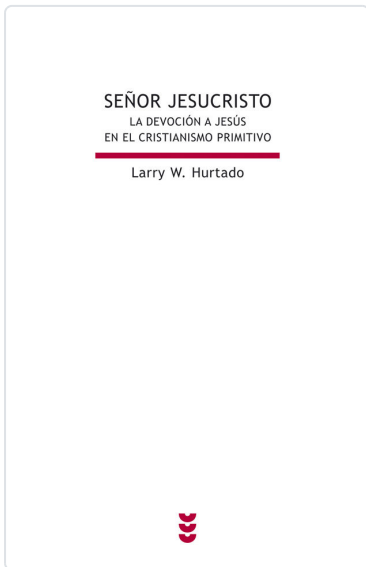 SEÑOR JESUCRISTO
LA DEVOCIÓN A JESÚS
EN EL CRISTIANISMO PRIMITIVO
Larry W. Hurtado